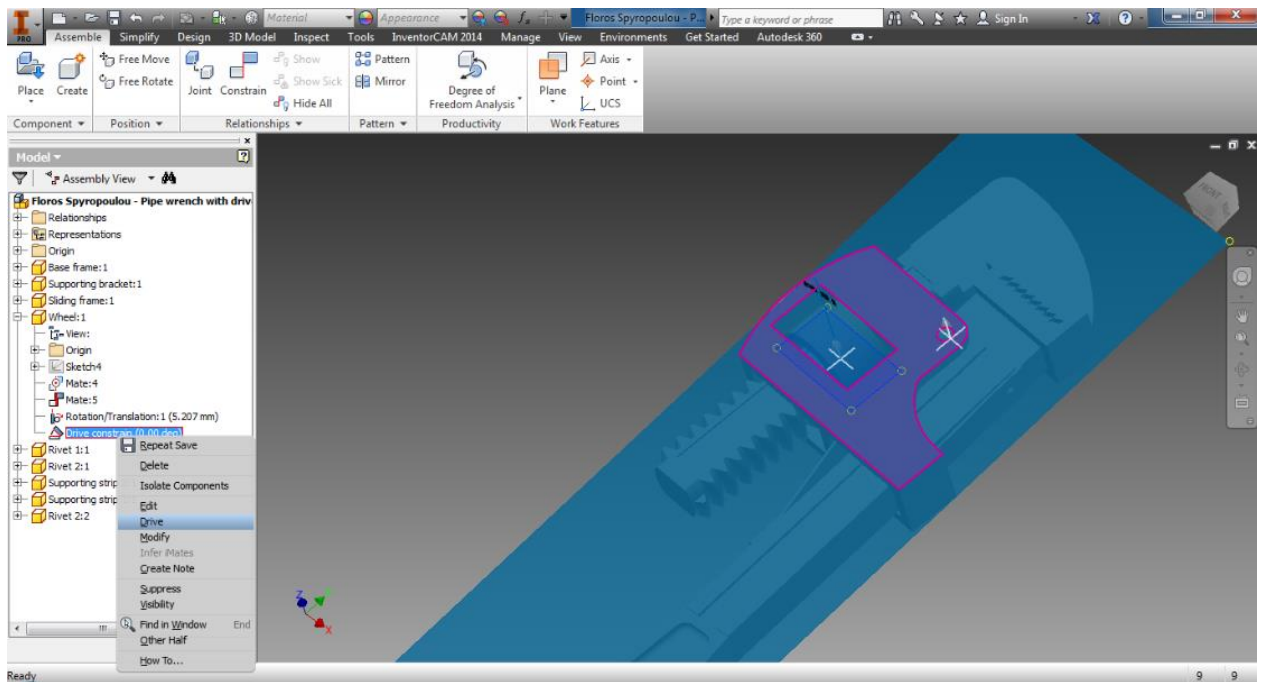 Material
Appearance
Floros Spyropoulou - P...
Type a keyword or phrase
Sign In
PRO
Assemble
Simplify
Design
3D Model
Inspect
Tools
InventorCAM 2014
Manage
View
Environments
Get Started
Autodesk 360
Place
Create
Free Move
Free Rotate
Joint
Constrain
Show
Show Sick
Hide All
Pattern
Mirror
Degree of
Freedom Analysis
Plane
Axis
Point
UCS
Component
Position
Relationships
Pattern
Productivity
Work Features
Model
Assembly View
Floros Spyropoulou - Pipe wrench with driv
Relationships
Representations
Origin
Base frame:1
Supporting bracket:1
Sliding frame:1
Wheel:1
View:
Origin
Sketch4
Mate:4
Mate:5
Rotation/Translation:1 (5.207 mm)
Drive constrain (0.00 deg)
Rivet 1:1
Rivet 2:1
Supporting strip
Supporting strip
Rivet 2:2
Repeat Save
Delete
Isolate Components
Edit
Drive
Modify
Infer iMates
Create Note
Suppress
Visibility
Find in Window End
Other Half
How To...
FRONT
Z
Y
X
Ready
9 9